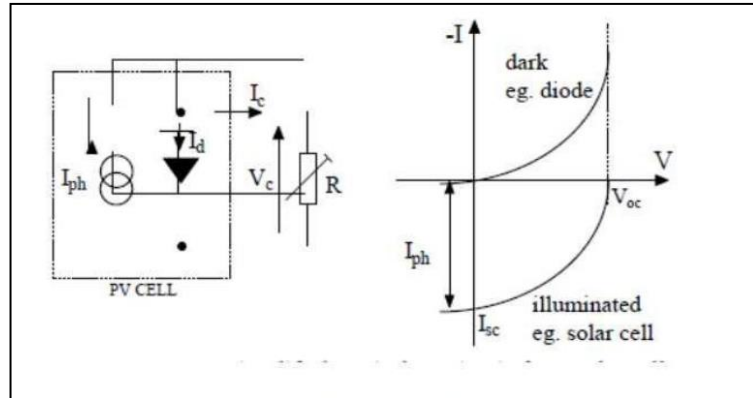 -I
dark
eg. diode
I_c
I_d
I_ph
V_c
R
PV CELL
V
V_oc
I_ph
I_sc
illuminated
eg. solar cell